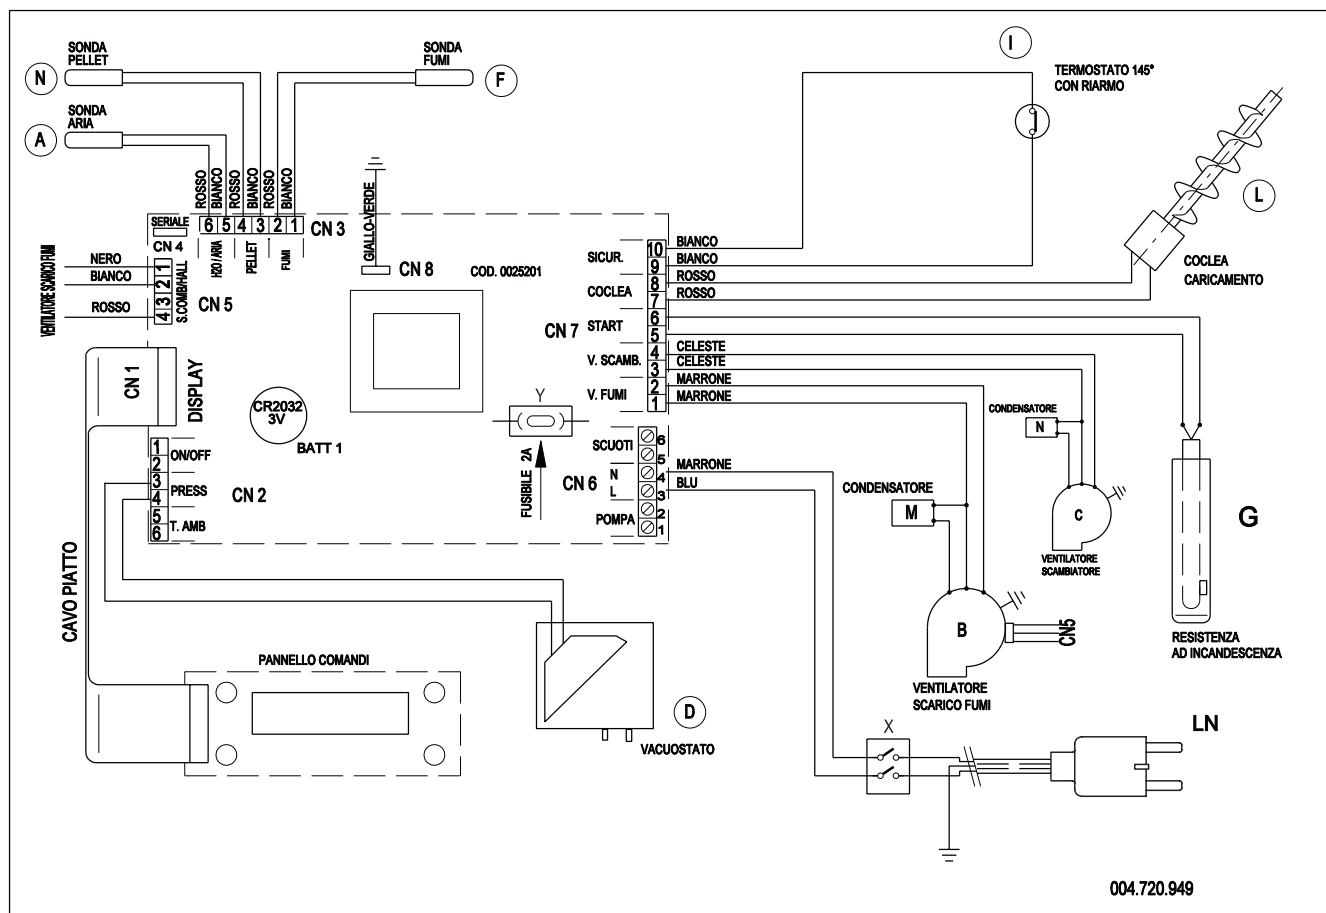 SONDA
PELLET
N
SONDA
FUMI
F
SONDA
ARIA
A
I
TERMOSTATO 145°
CON RIARMO
L
COCLEA
CARICAMENTO
ROSSO
BIANCO
ROSSO
BIANCO
ROSSO
BIANCO
GIALLO-VERDE
SERIALE
CN 4
6 5 4 3 2 1
CN 3
H2O / ARIA
PELLET
FUMI
CN 8
COD. 0025201
VENTILATORE SCARICO FUMI
NERO
BIANCO
ROSSO
1
2
3
4
S.COMB/HALL
CN 5
SICUR.
COCLEA
CN 7
START
V. SCAMB.
V. FUMI
10
9
8
7
6
5
4
3
2
1
BIANCO
BIANCO
ROSSO
ROSSO
CELESTE
CELESTE
MARRONE
MARRONE
CN 1
DISPLAY
CR2032
3V
BATT 1
Y
FUSIBILE 2A
1
2
3
4
5
6
ON/OFF
PRESS
T. AMB
CN 2
SCUOTI
CN 6
N
L
POMPA
6
5
4
3
2
1
MARRONE
BLU
CONDENSATORE
N
CONDENSATORE
M
C
VENTILATORE
SCAMBIATORE
G
B
CN5
VENTILATORE
SCARICO FUMI
RESISTENZA
AD INCANDESCENZA
CAVO PIATTO
PANNELLO COMANDI
D
VACUOSTATO
X
LN
004.720.949